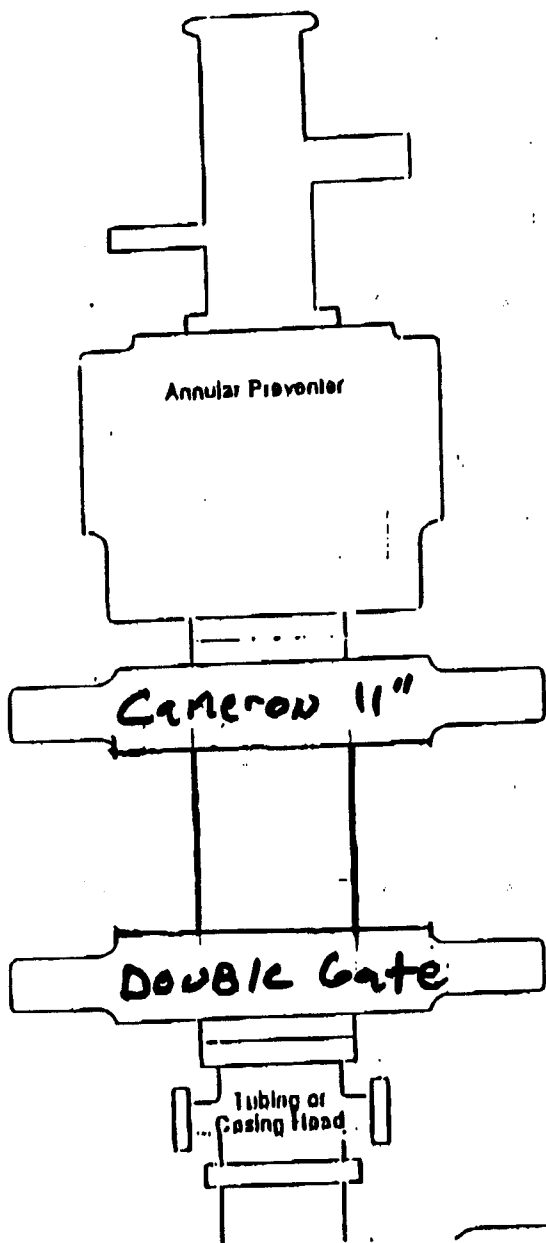 Annular Preventer
Cameron 11"
Double Gate
Tubing or
Casing Head